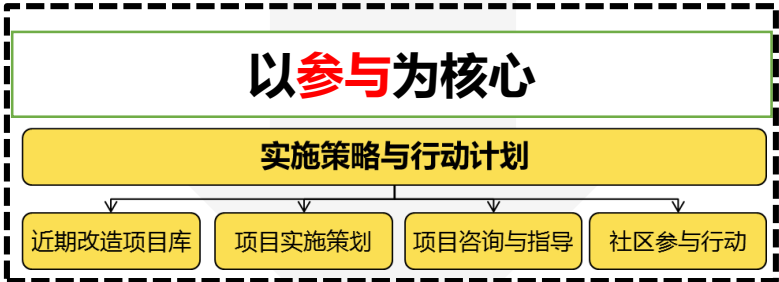 以参与为核心
实施策略与行动计划
近期改造项目库
项目实施策划
项目咨询与指导
社区参与行动